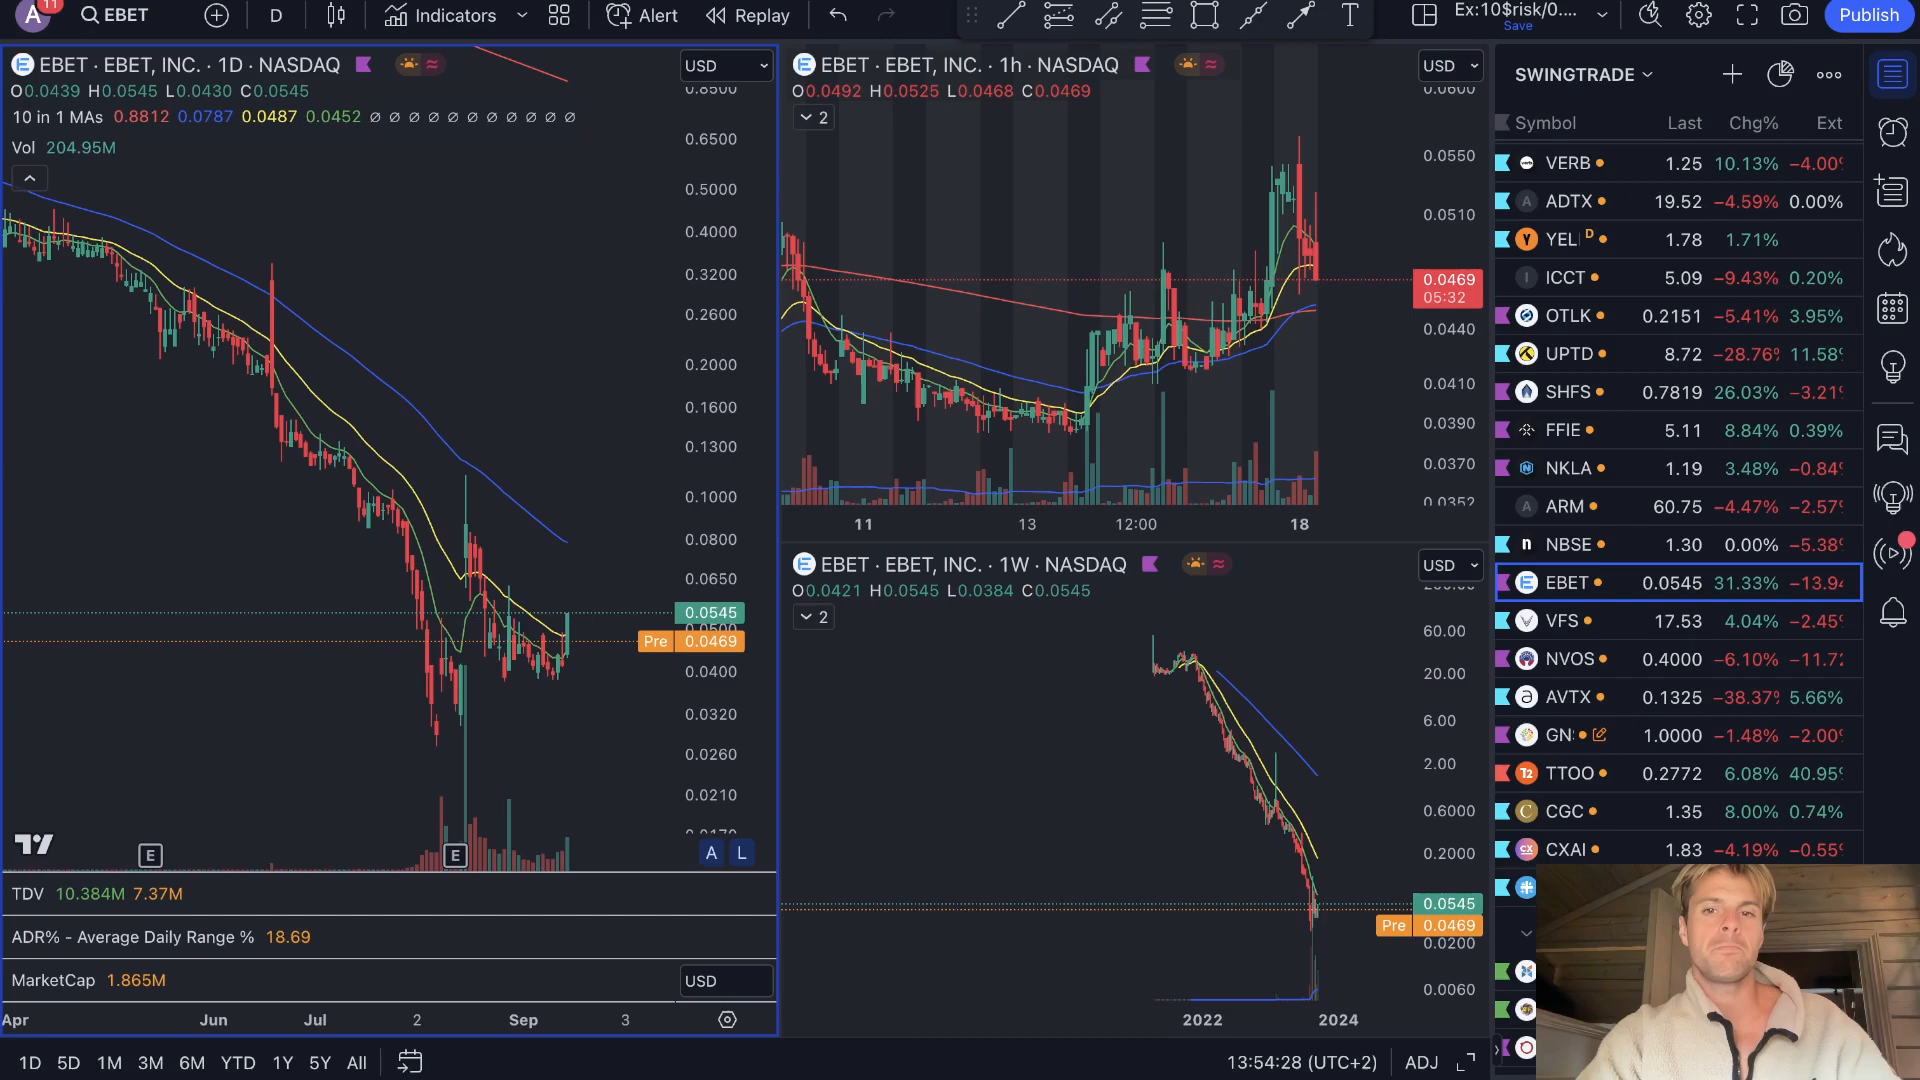 A 11 EBET D Indicators Alert Replay Ex:10$risk/0.... Save Publish
EBET · EBET, INC. · 1D · NASDAQ USD
O0.0439 H0.0545 L0.0430 C0.0545
10 in 1 MAs 0.8812 0.0787 0.0487 0.0452 ∅ ∅ ∅ ∅ ∅ ∅ ∅ ∅ ∅ ∅ ∅
Vol 204.95M
0.8500
0.6500
0.5000
0.4000
0.3200
0.2600
0.2000
0.1600
0.1300
0.1000
0.0800
0.0650
0.0545
0.0500
Pre 0.0469
0.0400
0.0320
0.0260
0.0210
0.0170
E E A L
TDV 10.384M 7.37M
ADR% - Average Daily Range % 18.69
MarketCap 1.865M USD
Apr Jun Jul 2 Sep 3
1D 5D 1M 3M 6M YTD 1Y 5Y All 13:54:28 (UTC+2) ADJ
EBET · EBET, INC. · 1h · NASDAQ USD
O0.0492 H0.0525 L0.0468 C0.0469
2
0.0600
0.0550
0.0510
0.0469
05:32
0.0440
0.0410
0.0390
0.0370
0.0352
11 13 12:00 18
EBET · EBET, INC. · 1W · NASDAQ USD
O0.0421 H0.0545 L0.0384 C0.0545
2
200.00
60.00
20.00
6.00
2.00
0.6000
0.2000
0.0545
Pre 0.0469
0.0200
0.0060
2022 2024
SWINGTRADE
Symbol Last Chg% Ext
VERB 1.25 10.13% −4.00%
ADTX 19.52 −4.59% 0.00%
YEL D 1.78 1.71%
ICCT 5.09 −9.43% 0.20%
OTLK 0.2151 −5.41% 3.95%
UPTD 8.72 −28.76% 11.58%
SHFS 0.7819 26.03% −3.21%
FFIE 5.11 8.84% 0.39%
NKLA 1.19 3.48% −0.84%
ARM 60.75 −4.47% −2.57%
NBSE 1.30 0.00% −5.38%
EBET 0.0545 31.33% −13.94
VFS 17.53 4.04% −2.45%
NVOS 0.4000 −6.10% −11.72
AVTX 0.1325 −38.37% 5.66%
GN 1.0000 −1.48% −2.00%
TTOO 0.2772 6.08% 40.95%
CGC 1.35 8.00% 0.74%
CXAI 1.83 −4.19% −0.55%